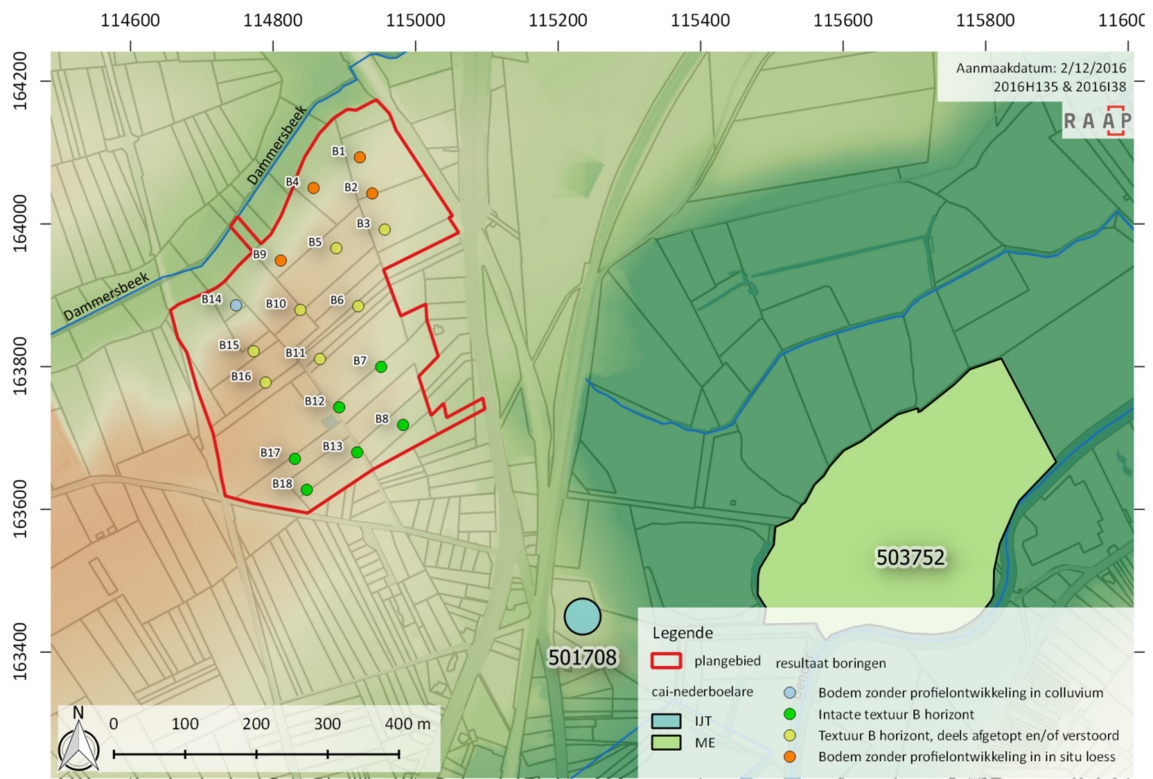 114600 114800 115000 115200 115400 115600 115800 11600
164200
164000
163800
163600
163400
Aanmaakdatum: 2/12/2016
2016H135 & 2016I38
RAAP
Dammersbeek
Dammersbeek
B1
B4
B2
B3
B5
B9
B14
B10
B6
B15
B11
B7
B16
B12
B8
B13
B17
B18
503752
501708
Legende
plangebied
cai-nederboelare
IJT
ME
resultaat boringen
Bodem zonder profielontwikkeling in colluvium
Intacte textuur B horizont
Textuur B horizont, deels afgetopt en/of verstoord
Bodem zonder profielontwikkeling in in situ loess
N
0 100 200 300 400 m